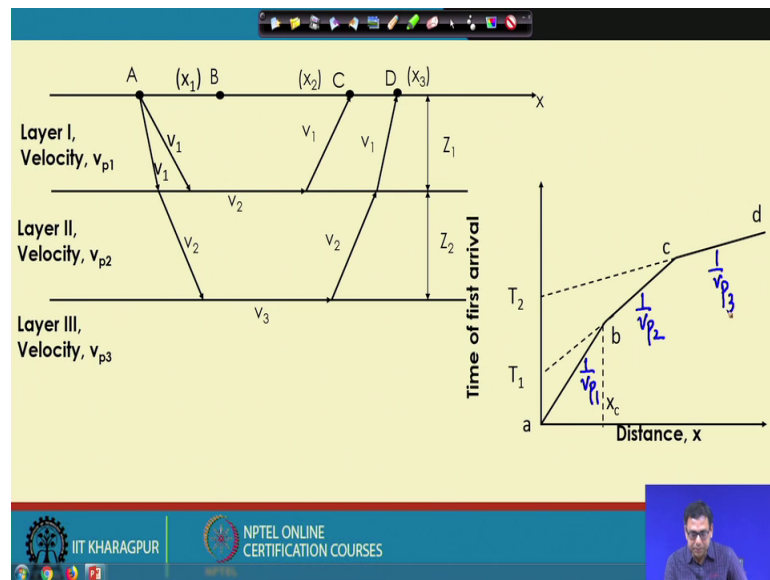 A (x₁) B (x₂) C D (x₃)
x
Layer I,
Velocity, vₚ₁
v₁
v₁
v₁
v₁
Z₁
v₂
Layer II,
Velocity, vₚ₂
v₂
v₂
Z₂
v₃
Layer III,
Velocity, vₚ₃
Time of first arrival
T₂
T₁
a
b
c
d
1/vₚ₁
1/vₚ₂
1/vₚ₃
x_c
Distance, x
IIT KHARAGPUR
NPTEL ONLINE
CERTIFICATION COURSES
NPTEL